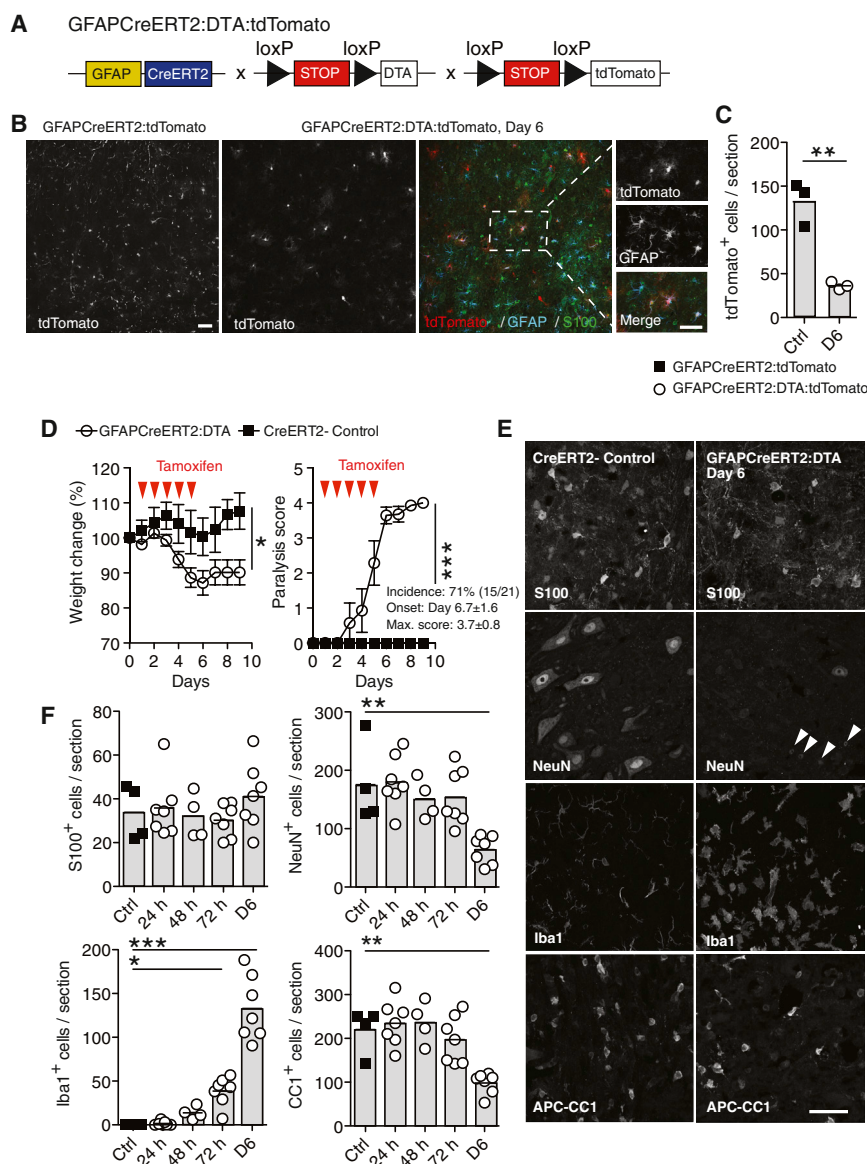 A
GFAPCreERT2:DTA:tdTomato
loxP loxP loxP loxP
GFAP CreERT2 x STOP DTA x STOP tdTomato
B
GFAPCreERT2:tdTomato GFAPCreERT2:DTA:tdTomato, Day 6
tdTomato
tdTomato
tdTomato /GFAP / S100
tdTomato
GFAP
Merge
C
tdTomato+ cells / section
200
150
100
50
0
**
Ctrl D6
GFAPCreERT2:tdTomato
GFAPCreERT2:DTA:tdTomato
D
GFAPCreERT2:DTA CreERT2- Control
Weight change (%)
120
110
100
90
80
70
Tamoxifen
*
0 2 4 6 8 10
Days
Paralysis score
6
5
4
3
2
1
0
Tamoxifen
***
Incidence: 71% (15/21)
Onset: Day 6.7±1.6
Max. score: 3.7±0.8
0 2 4 6 8 10
Days
E
CreERT2- Control
S100
GFAPCreERT2:DTA
Day 6
S100
NeuN
NeuN
Iba1
Iba1
APC-CC1
APC-CC1
F
S100+ cells / section
80
60
40
20
0
Ctrl 24 h 48 h 72 h D6
NeuN+ cells / section
300
200
100
0
**
Ctrl 24 h 48 h 72 h D6
Iba1+ cells / section
200
150
100
50
0
***
*
Ctrl 24 h 48 h 72 h D6
CC1+ cells / section
400
300
200
100
0
**
Ctrl 24 h 48 h 72 h D6